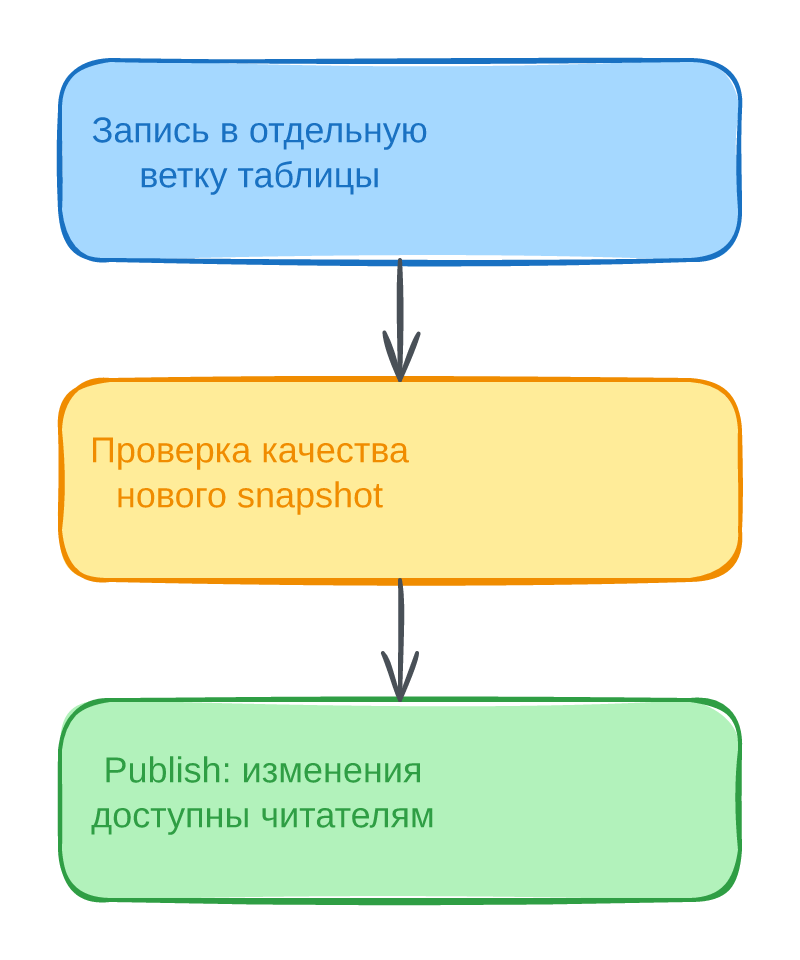 Запись в отдельную
ветку таблицы
Проверка качества
нового snapshot
Publish: изменения
доступны читателям